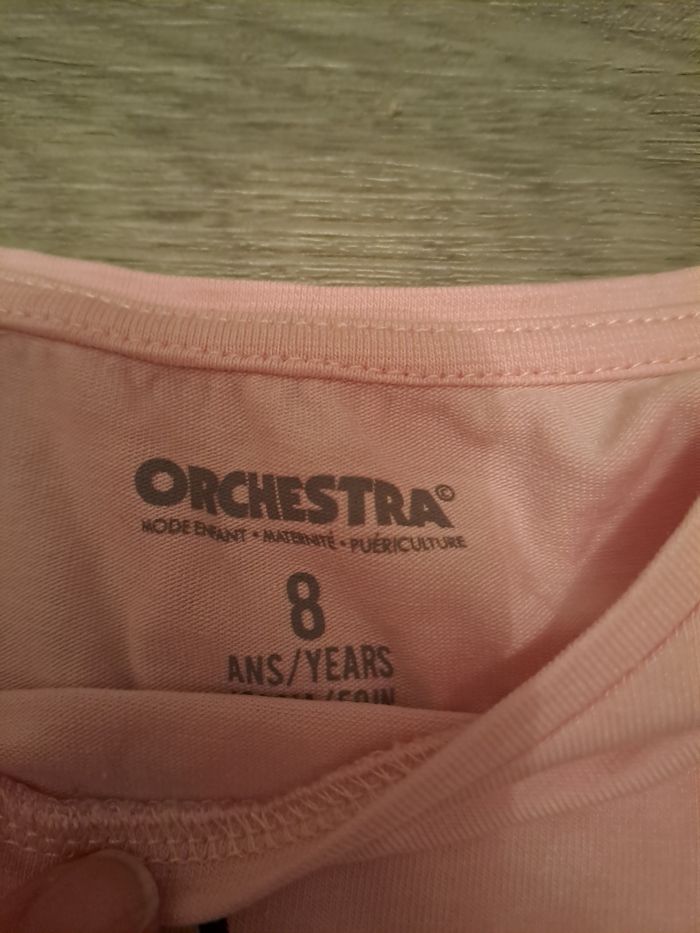 ORCHESTRA©
MODE ENFANT • MATERNITÉ • PUÉRICULTURE
8
ANS/YEARS